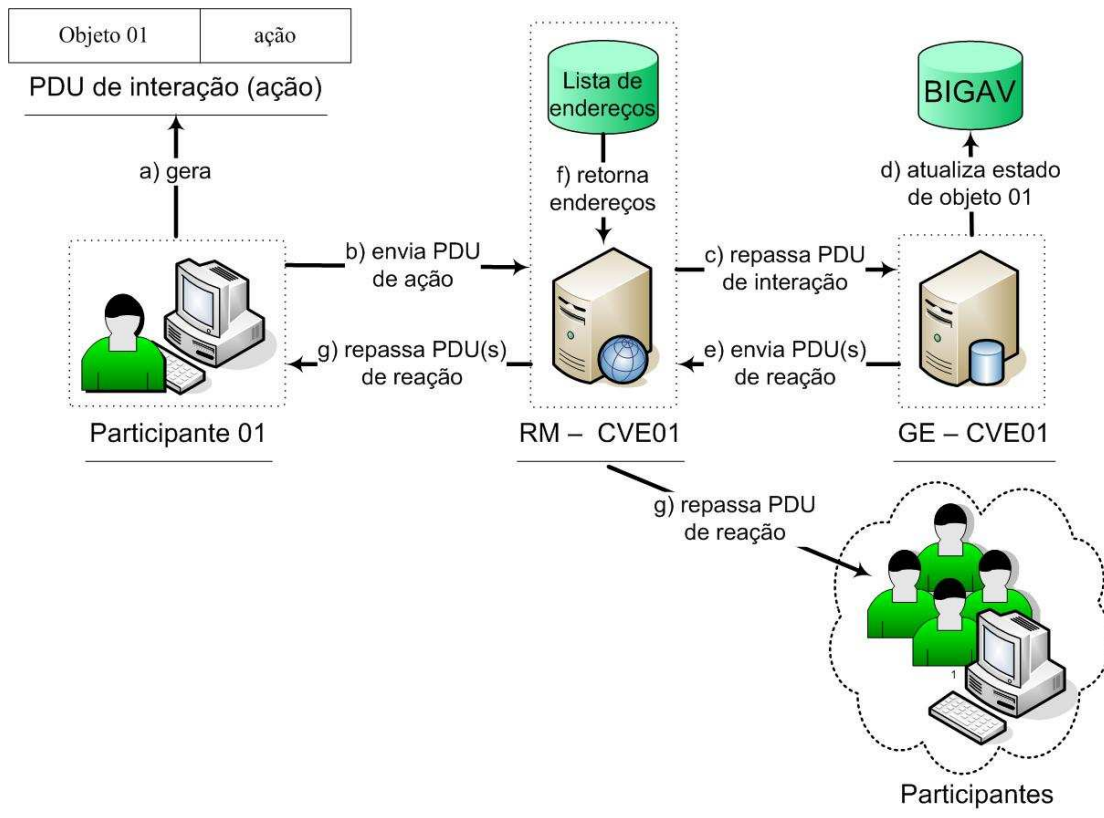 Objeto 01
ação
PDU de interação (ação)
a) gera
Lista de
endereços
f) retorna
endereços
BIGAV
d) atualiza estado
de objeto 01
b) envia PDU
de ação
c) repassa PDU
de interação
g) repassa PDU(s)
de reação
e) envia PDU(s)
de reação
Participante 01
RM – CVE01
GE – CVE01
g) repassa PDU
de reação
1
Participantes